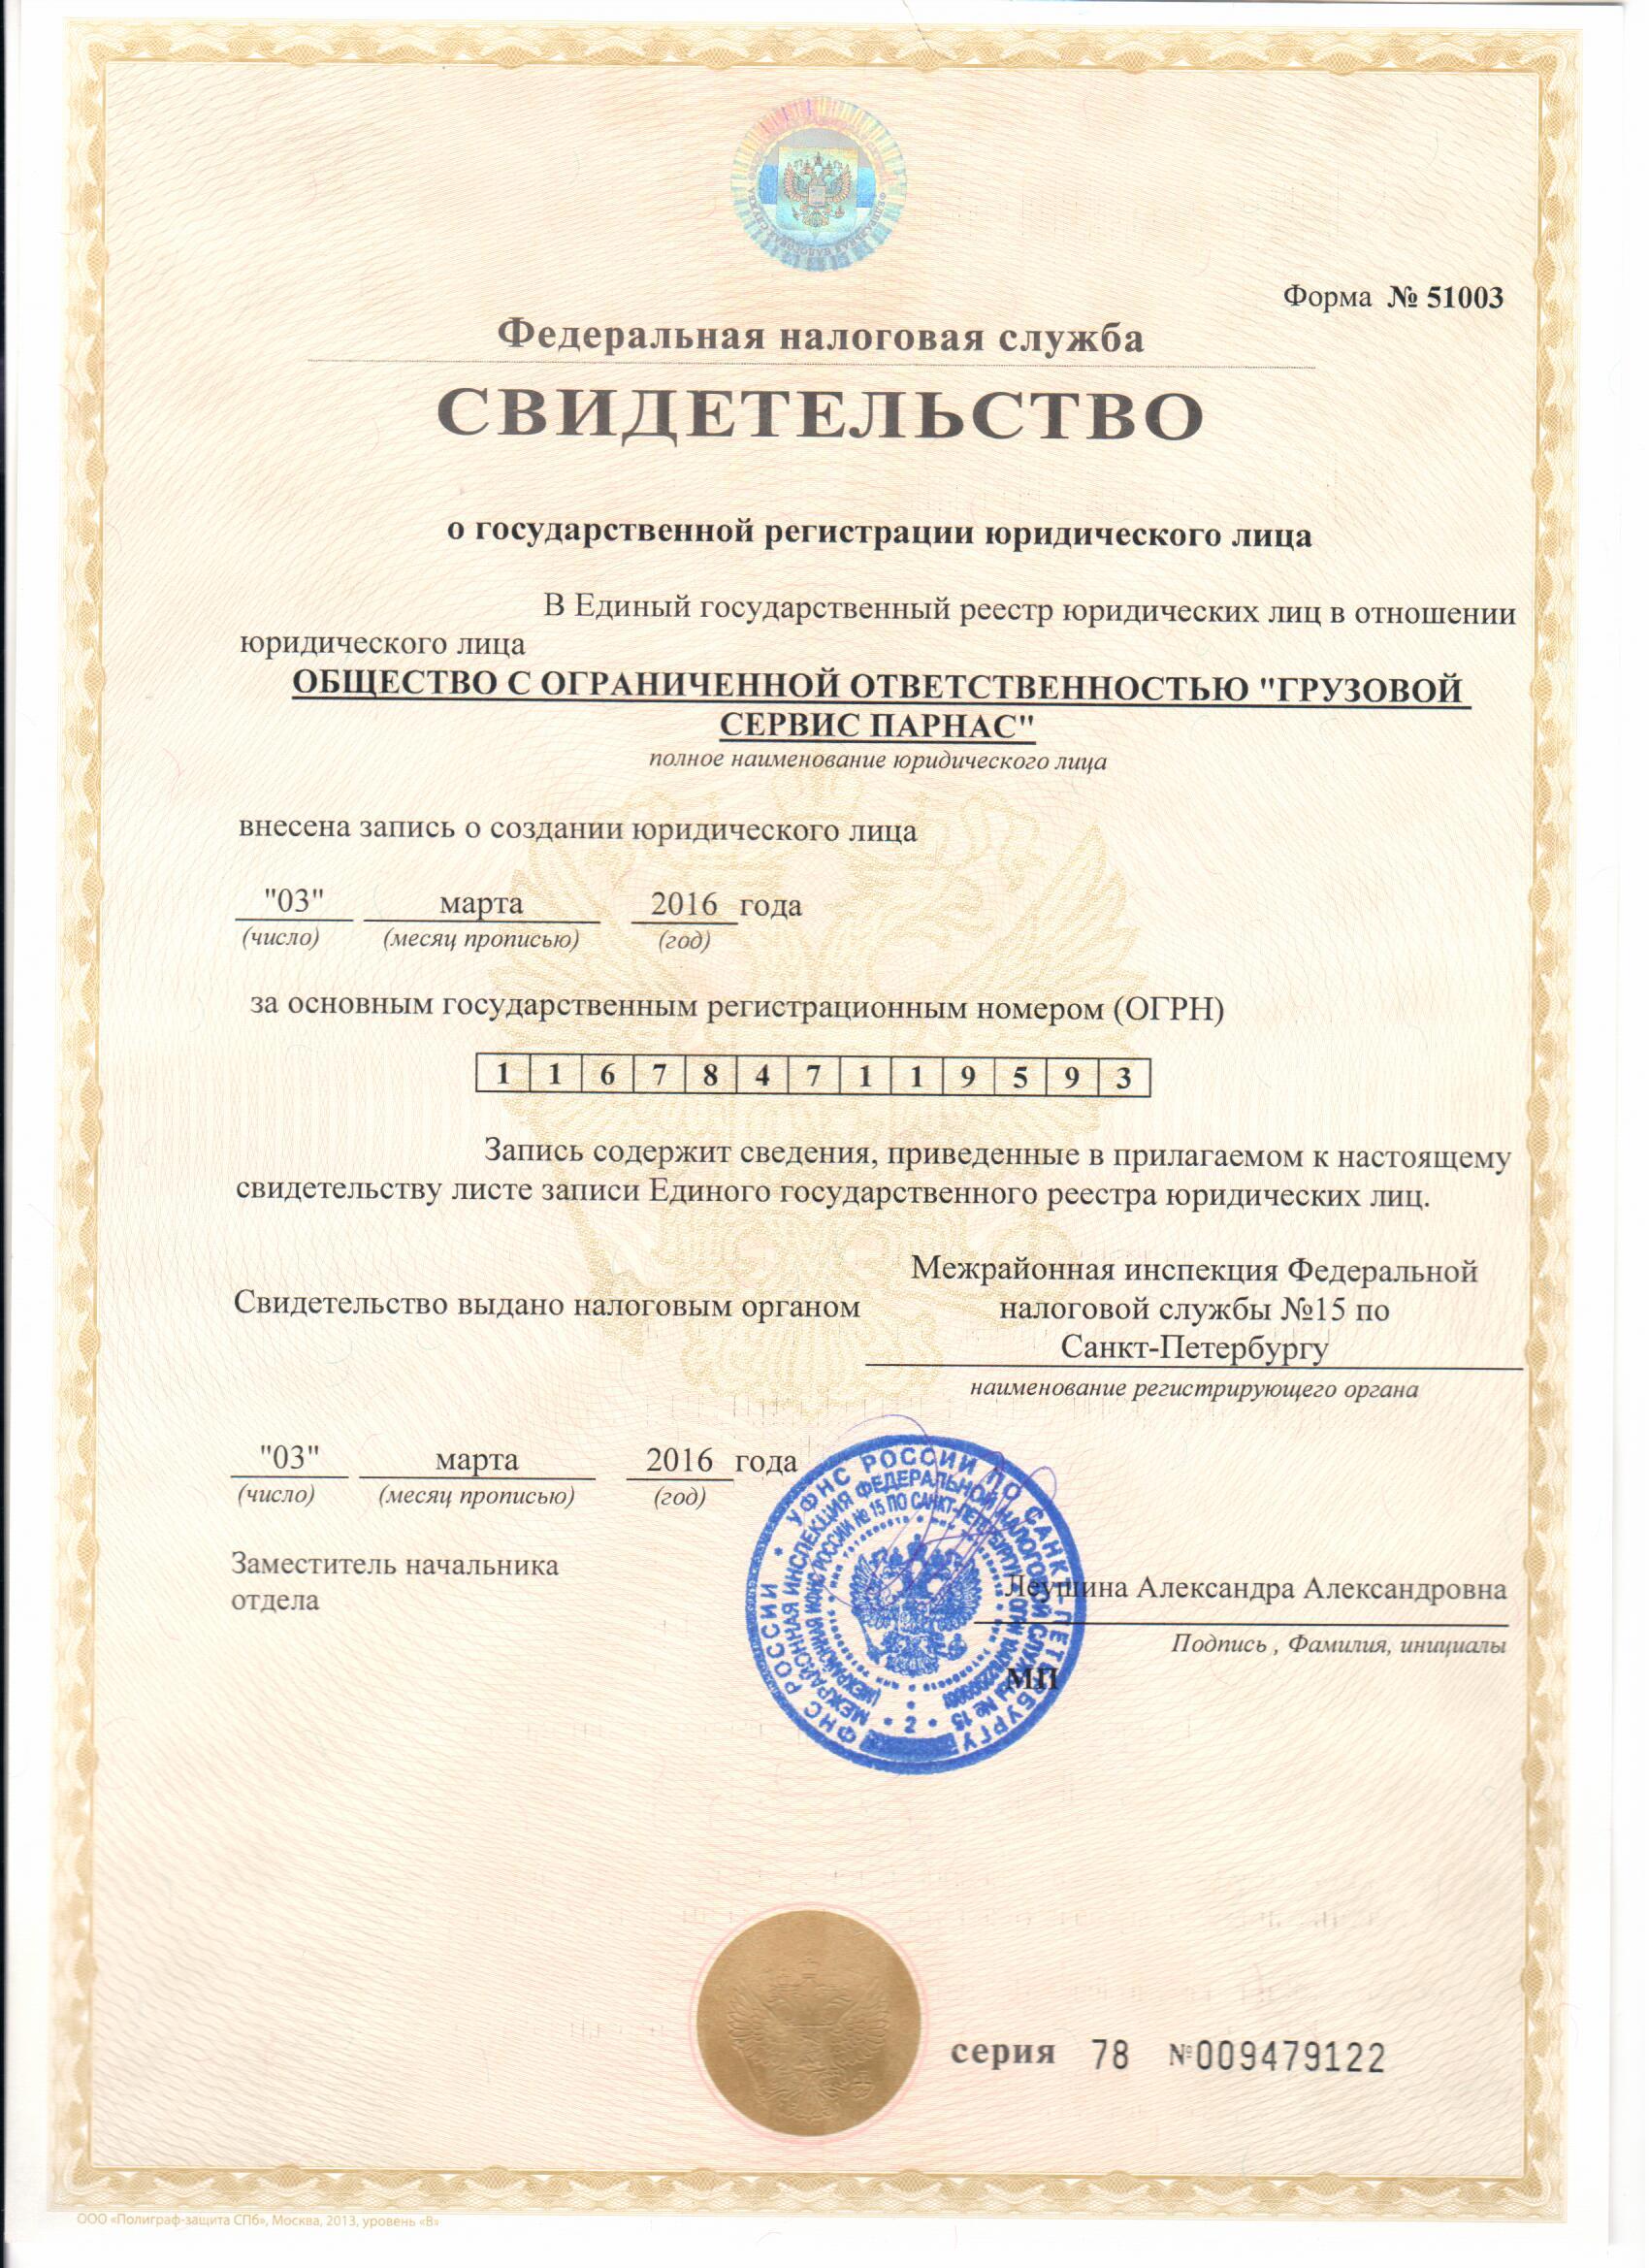 Форма № 51003
Федеральная налоговая служба
СВИДЕТЕЛЬСТВО
о государственной регистрации юридического лица
В Единый государственный реестр юридических лиц в отношении
юридического лица
ОБЩЕСТВО С ОГРАНИЧЕННОЙ ОТВЕТСТВЕННОСТЬЮ "ГРУЗОВОЙ
СЕРВИС ПАРНАС"
полное наименование юридического лица
внесена запись о создании юридического лица
"03" марта 2016 года
(число) (месяц прописью) (год)
за основным государственным регистрационным номером (ОГРН)
1 1 6 7 8 4 7 1 1 9 5 9 3
Запись содержит сведения, приведенные в прилагаемом к настоящему
свидетельству листе записи Единого государственного реестра юридических лиц.
Межрайонная инспекция Федеральной
Свидетельство выдано налоговым органом налоговой службы №15 по
Санкт-Петербургу
наименование регистрирующего органа
"03" марта 2016 года
(число) (месяц прописью) (год)
ФНС РОССИИ * УФНС РОССИИ ПО САНКТ-ПЕТЕРБУРГУ
МЕЖРАЙОННАЯ ИНСПЕКЦИЯ ФЕДЕРАЛЬНОЙ НАЛОГОВОЙ СЛУЖБЫ № 15
(МЕЖРАЙОННАЯ ИФНС РОССИИ № 15 ПО САНКТ-ПЕТЕРБУРГУ)
* 2 *
Заместитель начальника
отдела
Леушина Александра Александровна
Подпись , Фамилия, инициалы
МП
серия 78 №009479122
ООО «Полиграф-защита СПб», Москва, 2013, уровень «В»